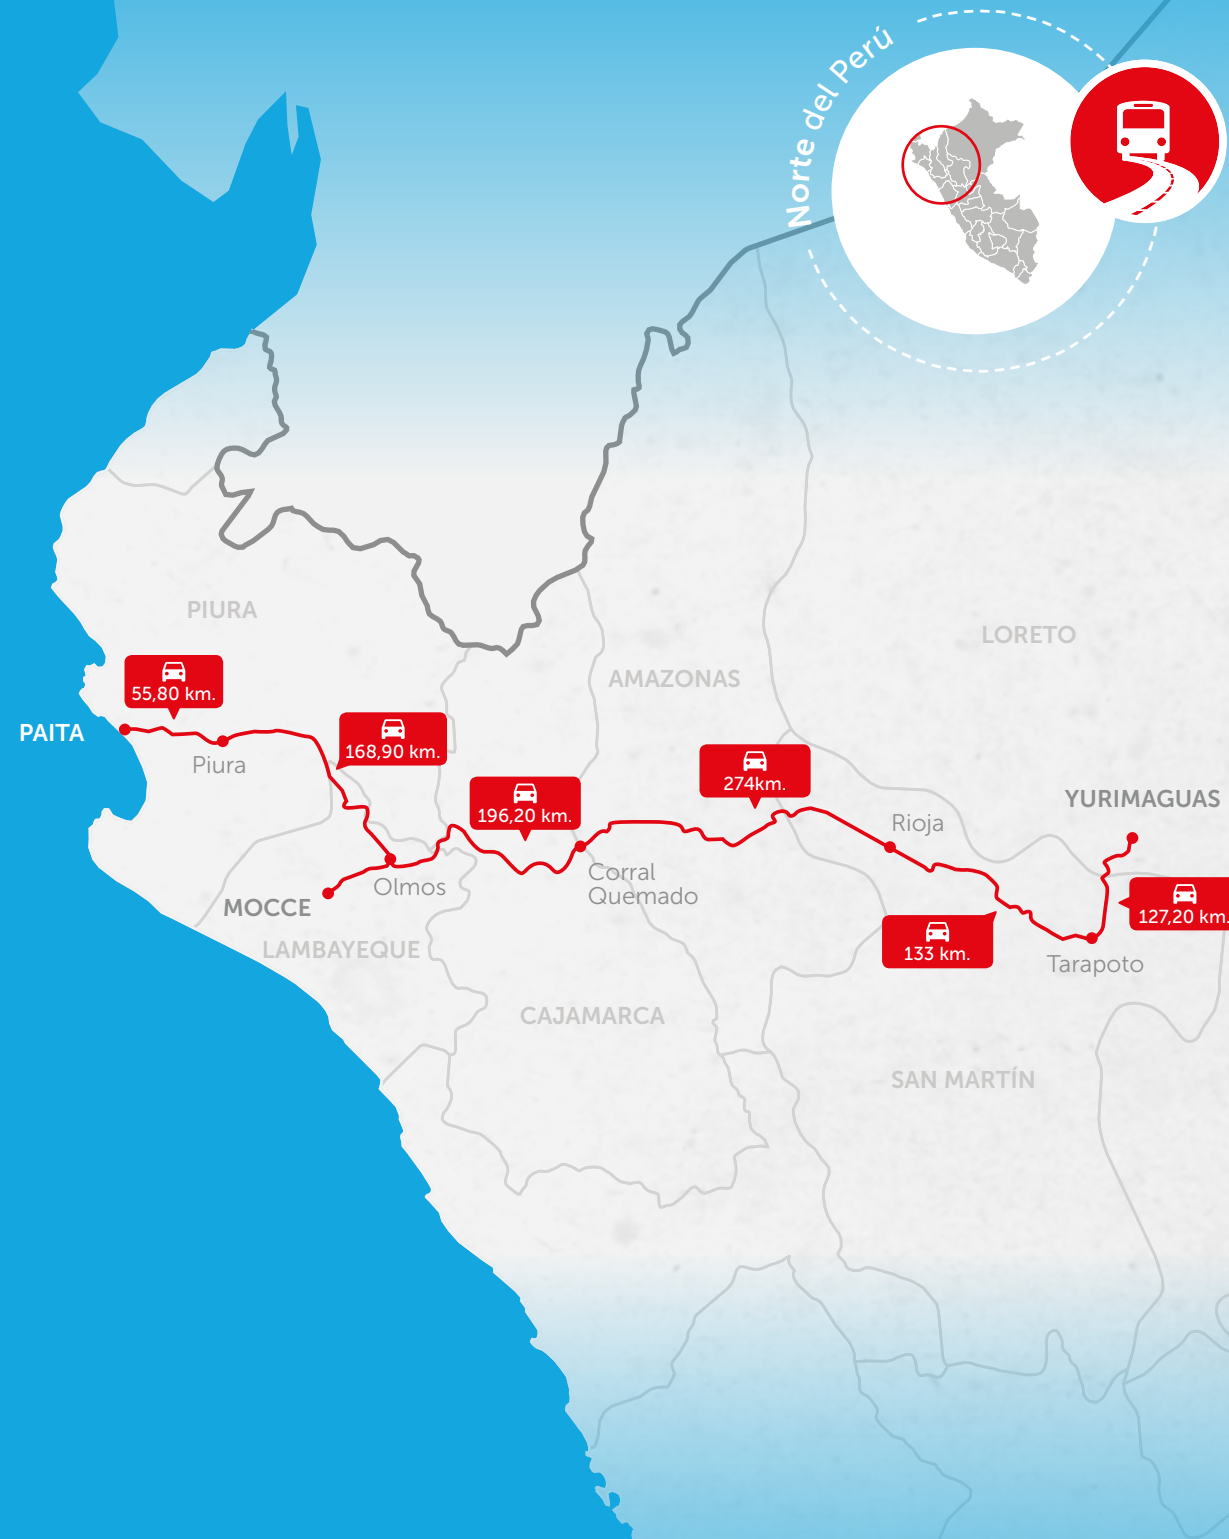 Norte del Perú
PIURA
LORETO
AMAZONAS
55,80 km.
PAITA
Piura
168,90 km.
196,20 km.
274km.
YURIMAGUAS
Rioja
Corral
Quemado
Olmos
MOCCE
LAMBAYEQUE
133 km.
127,20 km.
Tarapoto
CAJAMARCA
SAN MARTÍN